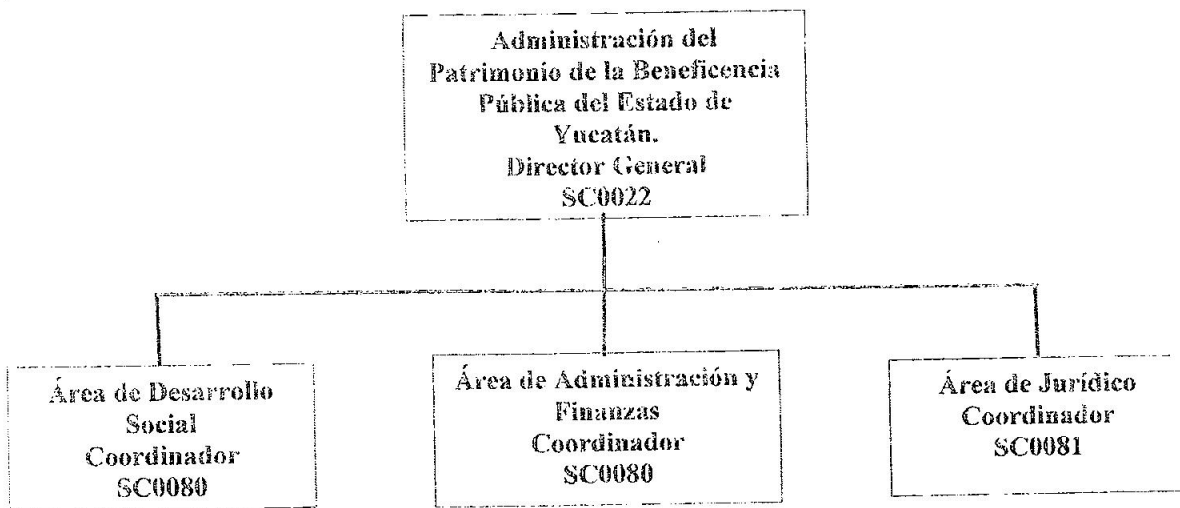 Administración del
Patrimonio de la Beneficencia
Pública del Estado de
Yucatán.
Director General
SC0022
Área de Desarrollo
Social
Coordinador
SC0080
Área de Administración y
Finanzas
Coordinador
SC0080
Área de Jurídico
Coordinador
SC0081